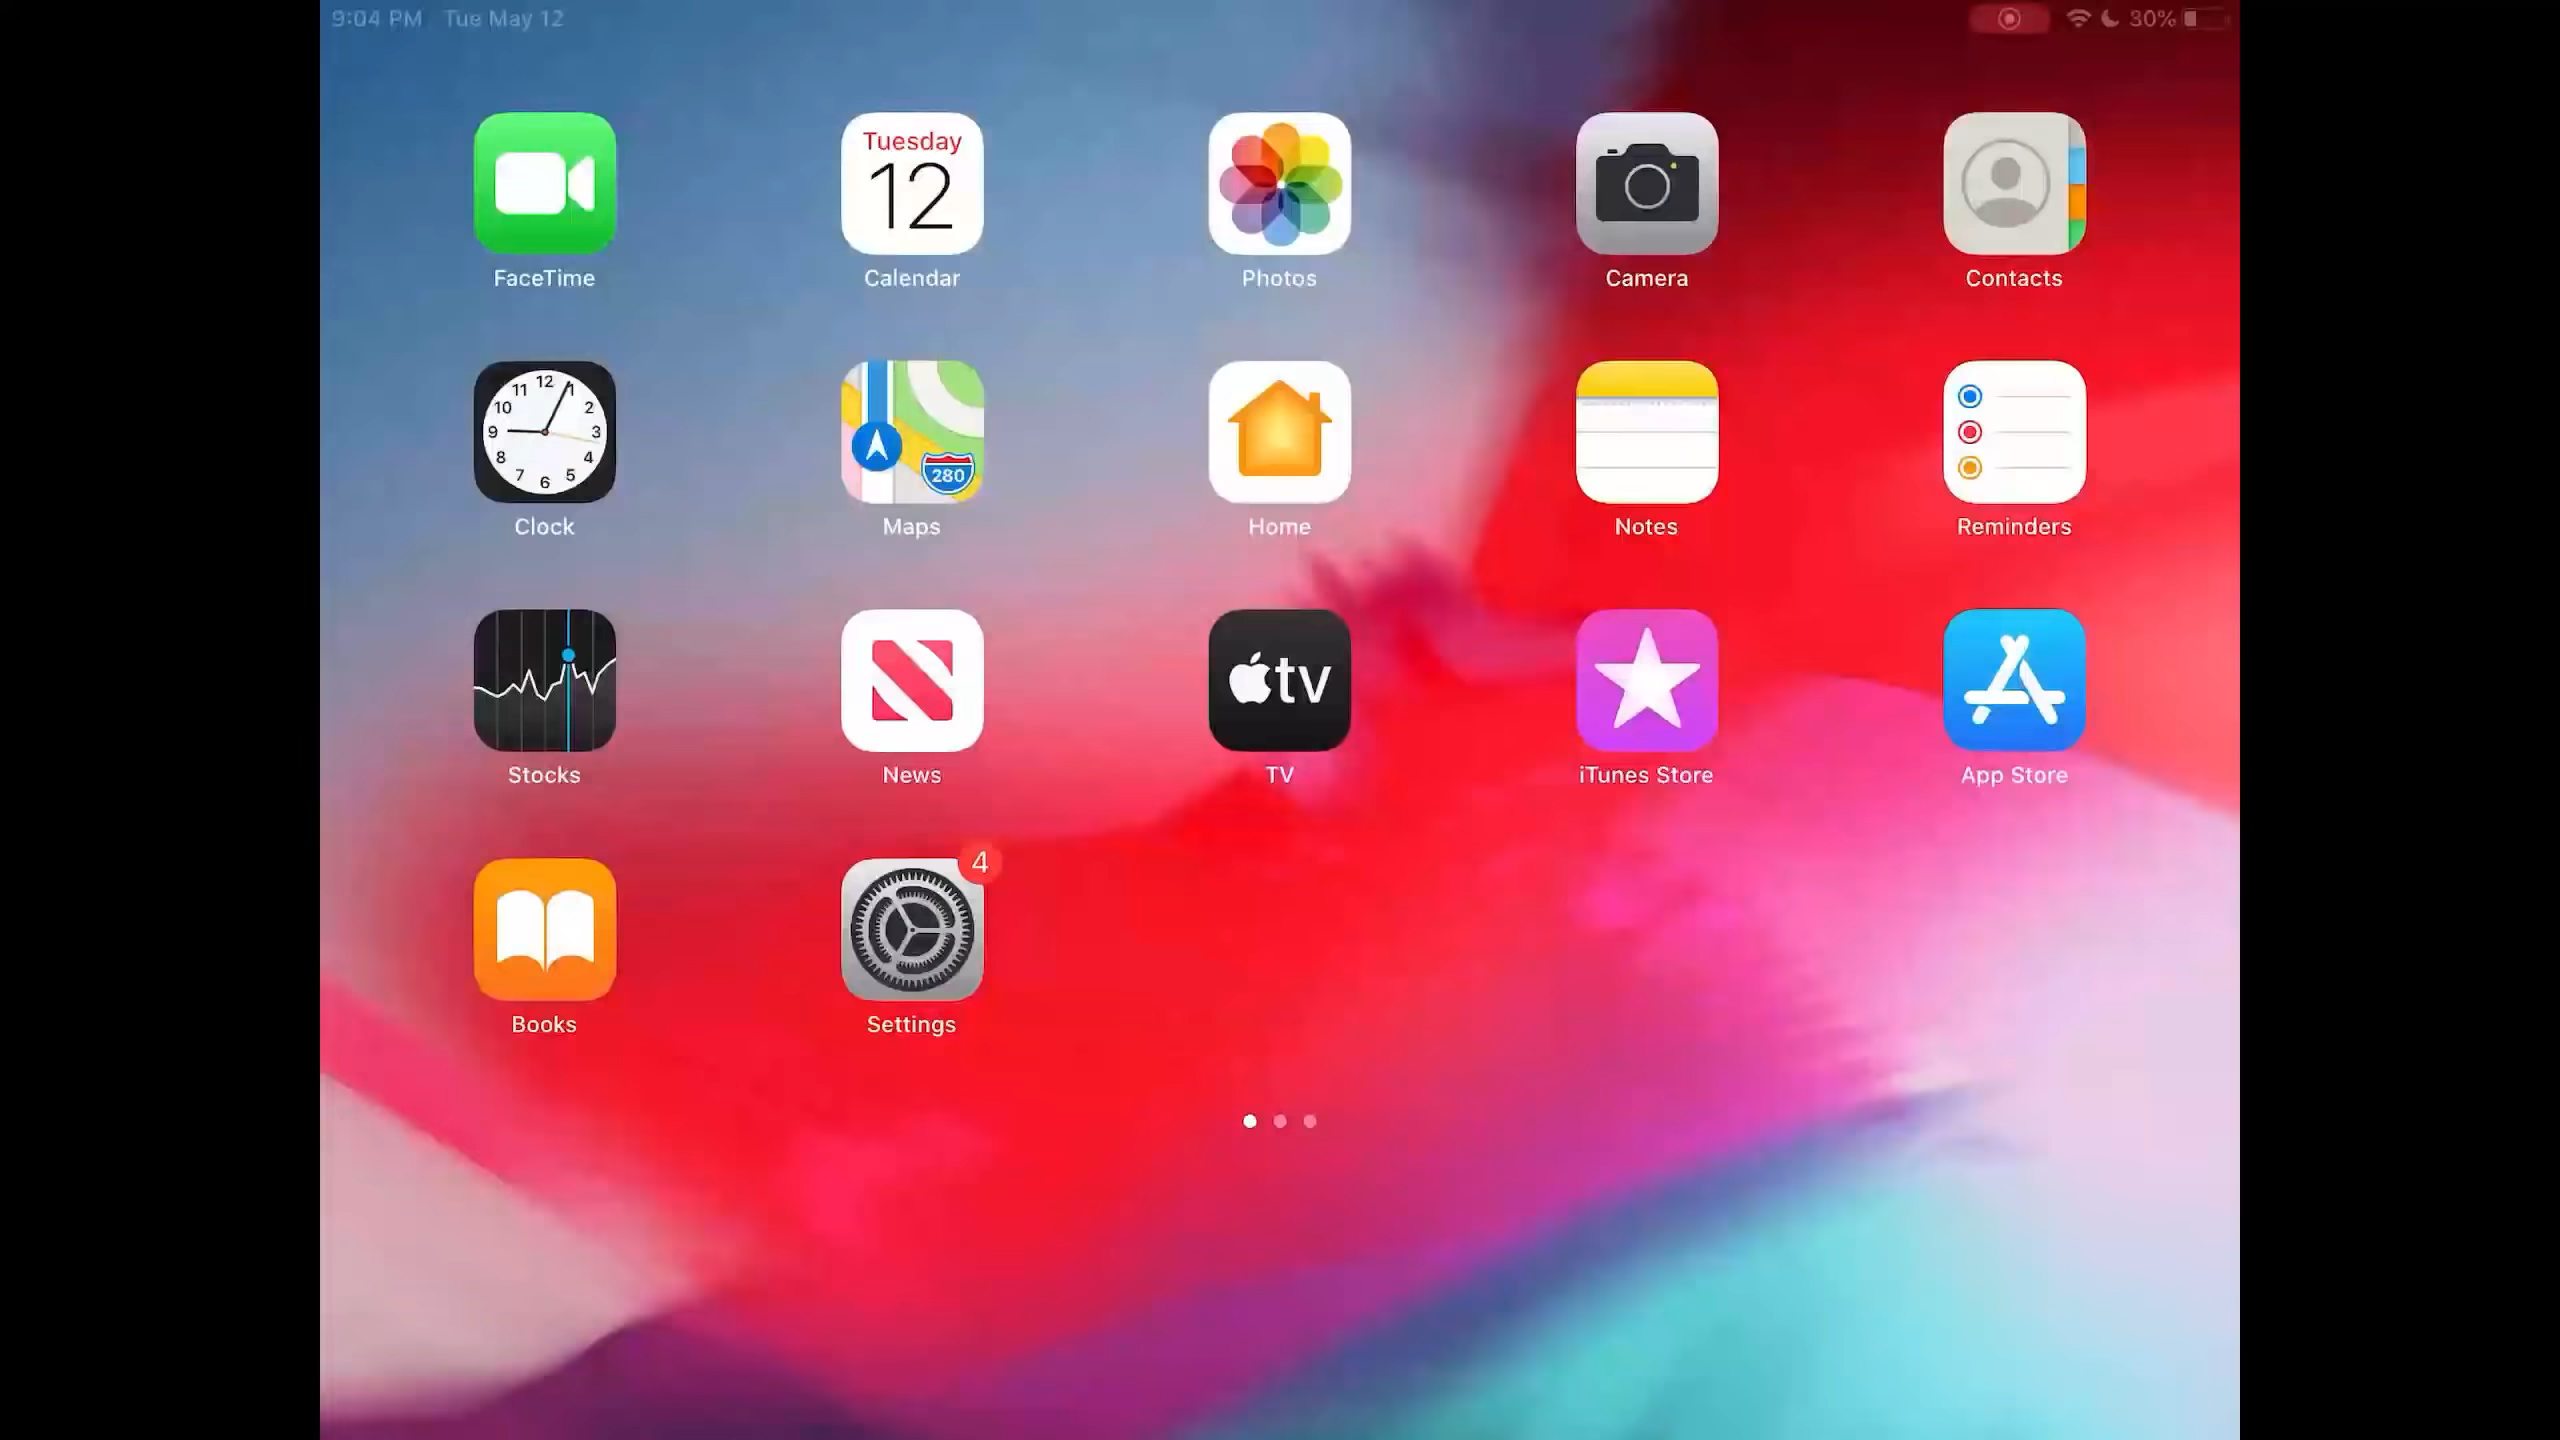 9:04 PM Tue May 12
30%
Tuesday
12
FaceTime
Calendar
Photos
Camera
Contacts
12
11 1
10 2
9 3
8 4
7 5
6
280
Clock
Maps
Home
Notes
Reminders
tv
Stocks
News
TV
iTunes Store
App Store
4
Books
Settings